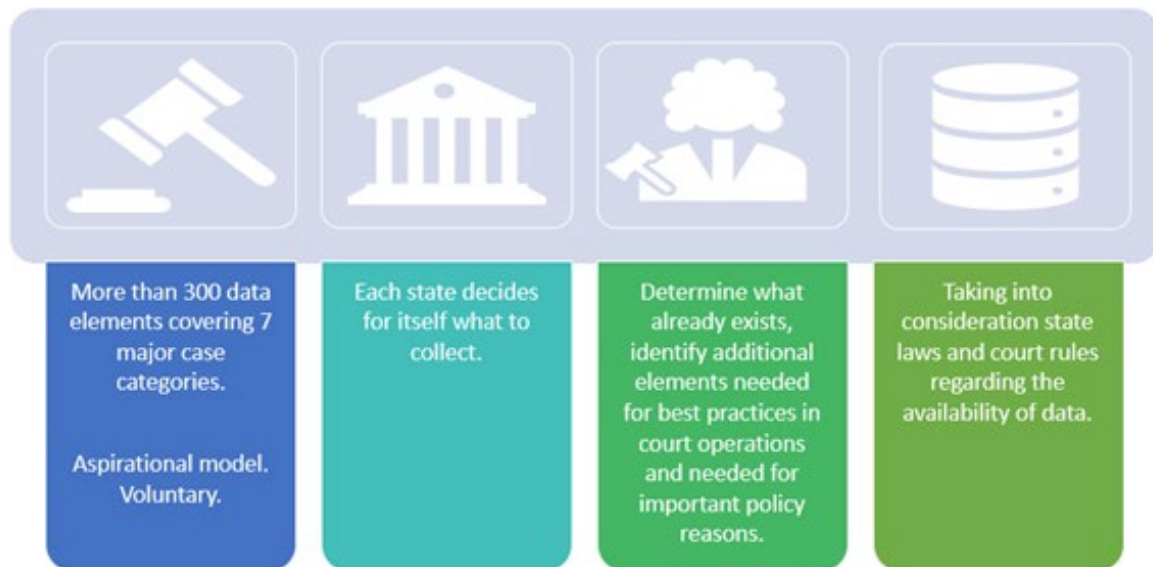 More than 300 data
elements covering 7
major case
categories.
Aspirational model.
Voluntary.
Each state decides
for itself what to
collect.
Determine what
already exists,
identify additional
elements needed
for best practices in
court operations
and needed for
important policy
reasons.
Taking into
consideration state
laws and court rules
regarding the
availability of data.